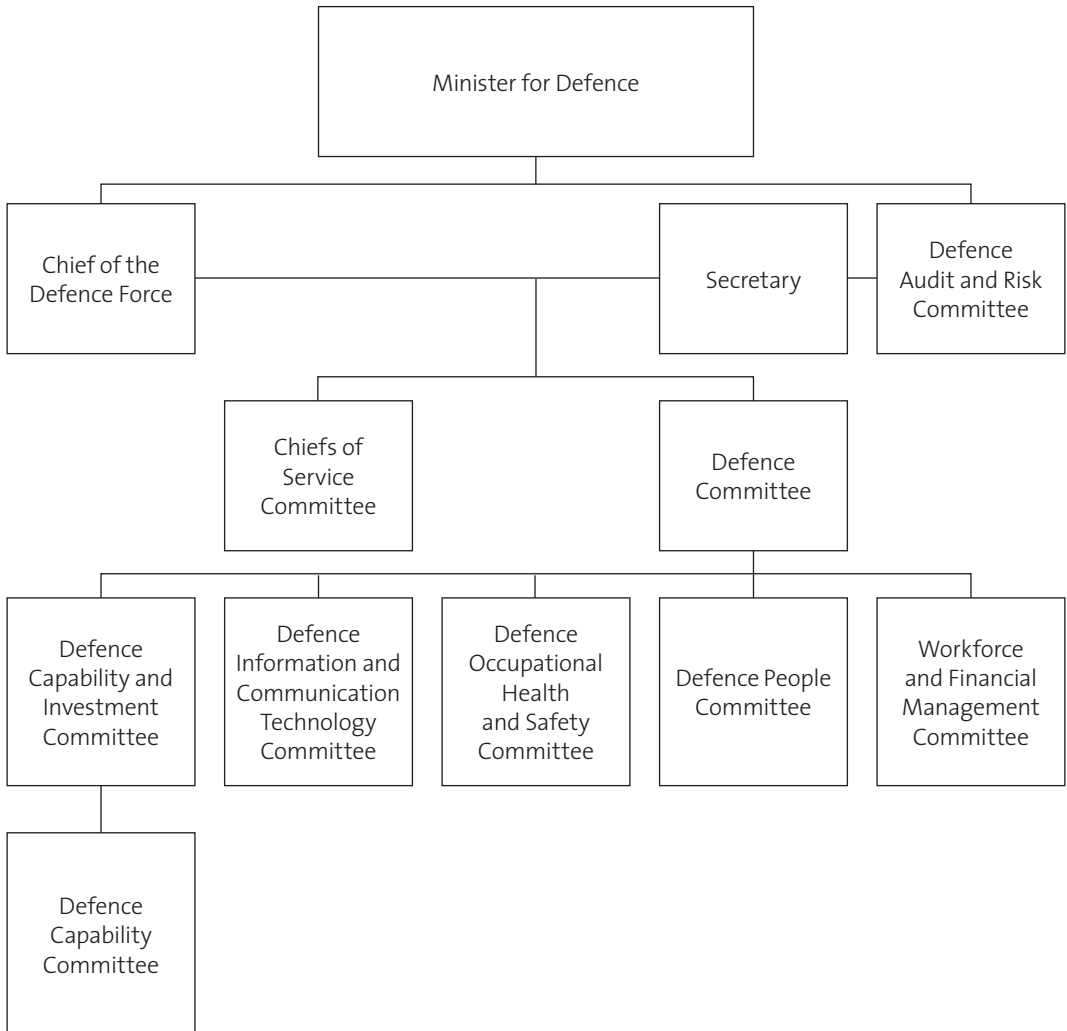 Minister for Defence
Chief of the
Defence Force
Secretary
Defence
Audit and Risk
Committee
Chiefs of
Service
Committee
Defence
Committee
Defence
Capability and
Investment
Committee
Defence
Information and
Communication
Technology
Committee
Defence
Occupational
Health
and Safety
Committee
Defence People
Committee
Workforce
and Financial
Management
Committee
Defence
Capability
Committee